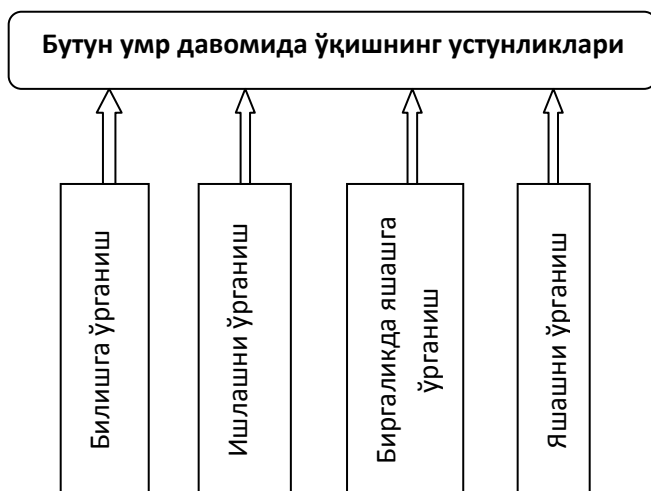 Бутун умр давомида ўқишнинг устунликлари
Билишга ўрганиш
Ишлашни ўрганиш
Биргаликда яшашга
ўрганиш
Яшашни ўрганиш